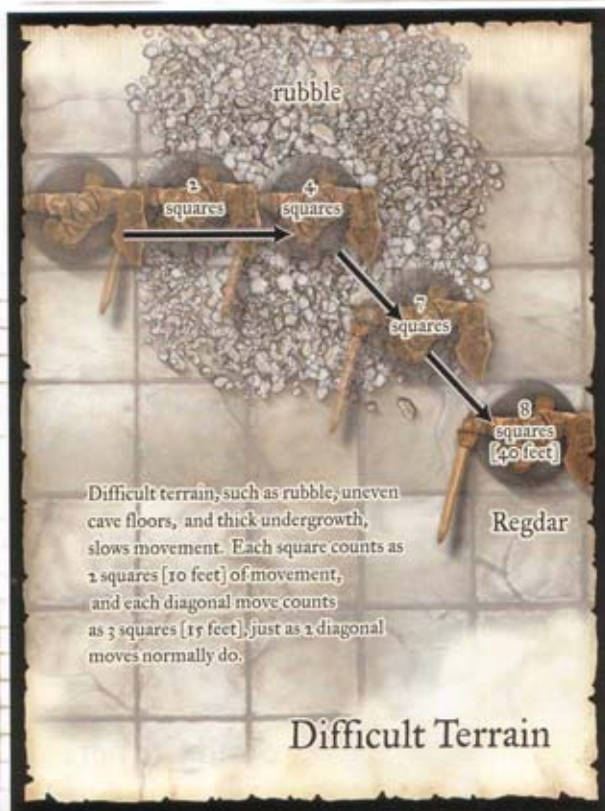 rubble
2
squares
4
squares
7
squares
8
squares
[40 feet]
Regdar
Difficult terrain, such as rubble, uneven
cave floors, and thick undergrowth,
slows movement. Each square counts as
2 squares [10 feet] of movement,
and each diagonal move counts
as 3 squares [15 feet], just as 2 diagonal
moves normally do.
Difficult Terrain